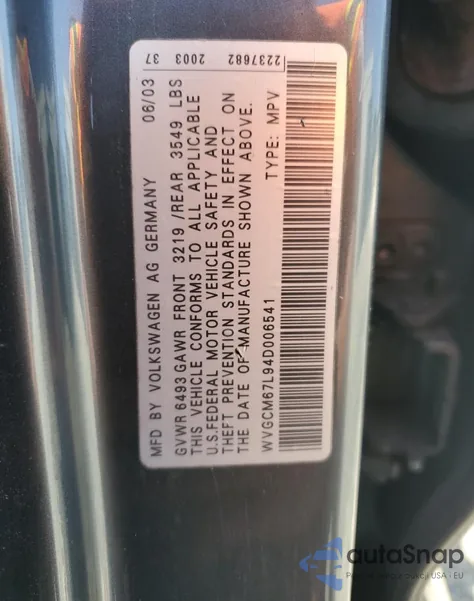 37 2003 2237682
MFD BY VOLKSWAGEN AG GERMANY 06/03
GVWR 6493 GAWR FRONT 3219 /REAR 3549 LBS
THIS VEHICLE CONFORMS TO ALL APPLICABLE
U.S.FEDERAL MOTOR VEHICLE SAFETY AND
THEFT PREVENTION STANDARDS IN EFFECT ON
THE DATE OF MANUFACTURE SHOWN ABOVE.
WVGCM67L94D006541 TYPE: MPV
autoSnap
USA - EU